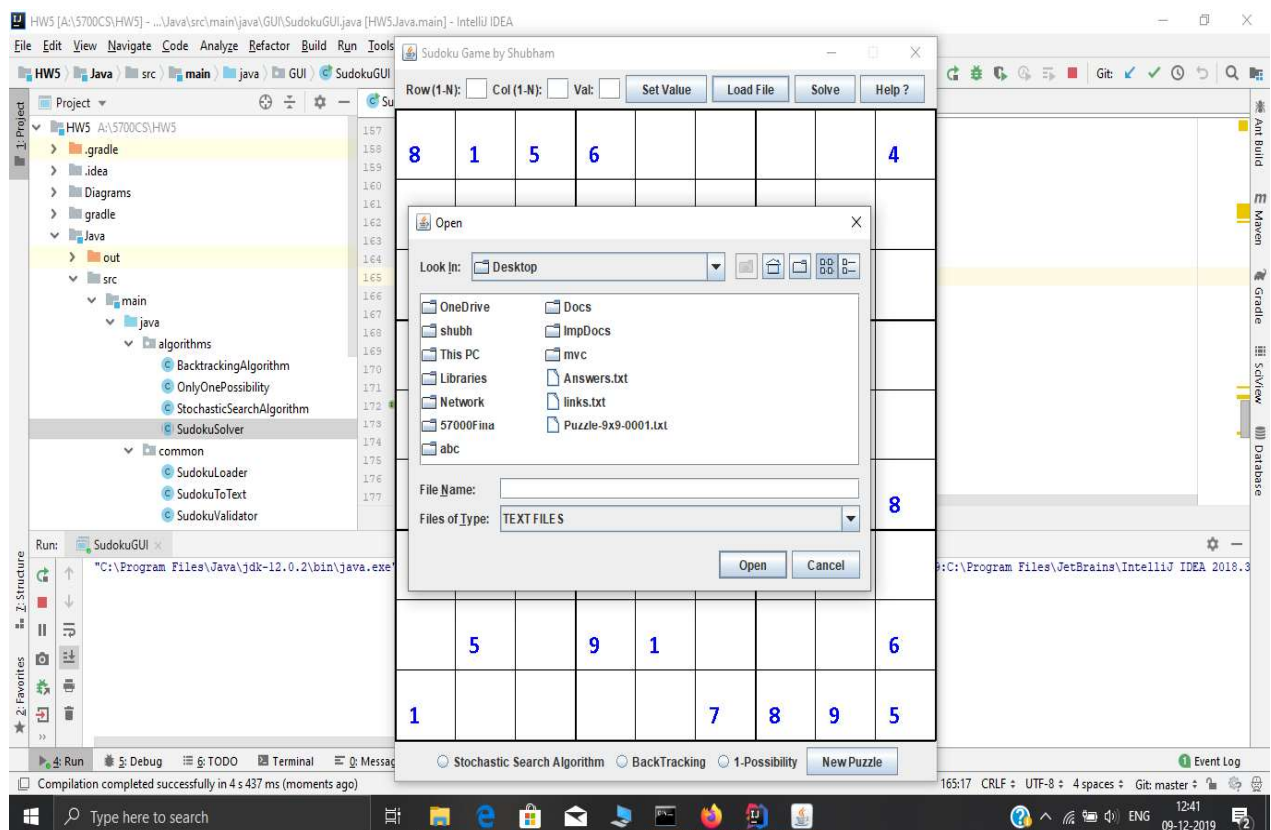 HW5 [A:\5700CS\HW5] - ...\Java\src\main\java\GUI\SudokuGUI.java [HW5.Java.main] - IntelliJ IDEA
File Edit View Navigate Code Analyze Refactor Build Run Tools
HW5 Java src main java GUI SudokuGUI
Git:
Sudoku Game by Shubham
Row (1-N): Col (1-N): Val: Set Value Load File Solve Help ?
1: Project
Project
HW5 A:\5700CS\HW5
.gradle
.idea
Diagrams
gradle
Java
out
src
main
java
algorithms
BacktrackingAlgorithm
OnlyOnePossibility
StochasticSearchAlgorithm
SudokuSolver
common
SudokuLoader
SudokuToText
SudokuValidator
Su
157
158
159
160
161
162
163
164
165
166
167
168
169
170
171
172
173
174
175
176
177
8 1 5 6 4
Open
Look In: Desktop
OneDrive Docs
shubh ImpDocs
This PC mvc
Libraries Answers.txt
Network links.txt
57000Fina Puzzle-9x9-0001.txt
abc
File Name:
Files of Type: TEXT FILES
Open Cancel
8
5 9 1 6
1 7 8 9 5
Stochastic Search Algorithm BackTracking 1-Possibility New Puzzle
Ant Build
m Maven
Gradle
SciView
Database
Run: SudokuGUI
"C:\Program Files\Java\jdk-12.0.2\bin\java.exe"
:C:\Program Files\JetBrains\IntelliJ IDEA 2018.3
Z: Structure
2: Favorites
4: Run 5: Debug 6: TODO Terminal 0: Messag
1 Event Log
Compilation completed successfully in 4 s 437 ms (moments ago)
165:17 CRLF UTF-8 4 spaces Git: master
Type here to search
ENG
12:41
09-12-2019
2